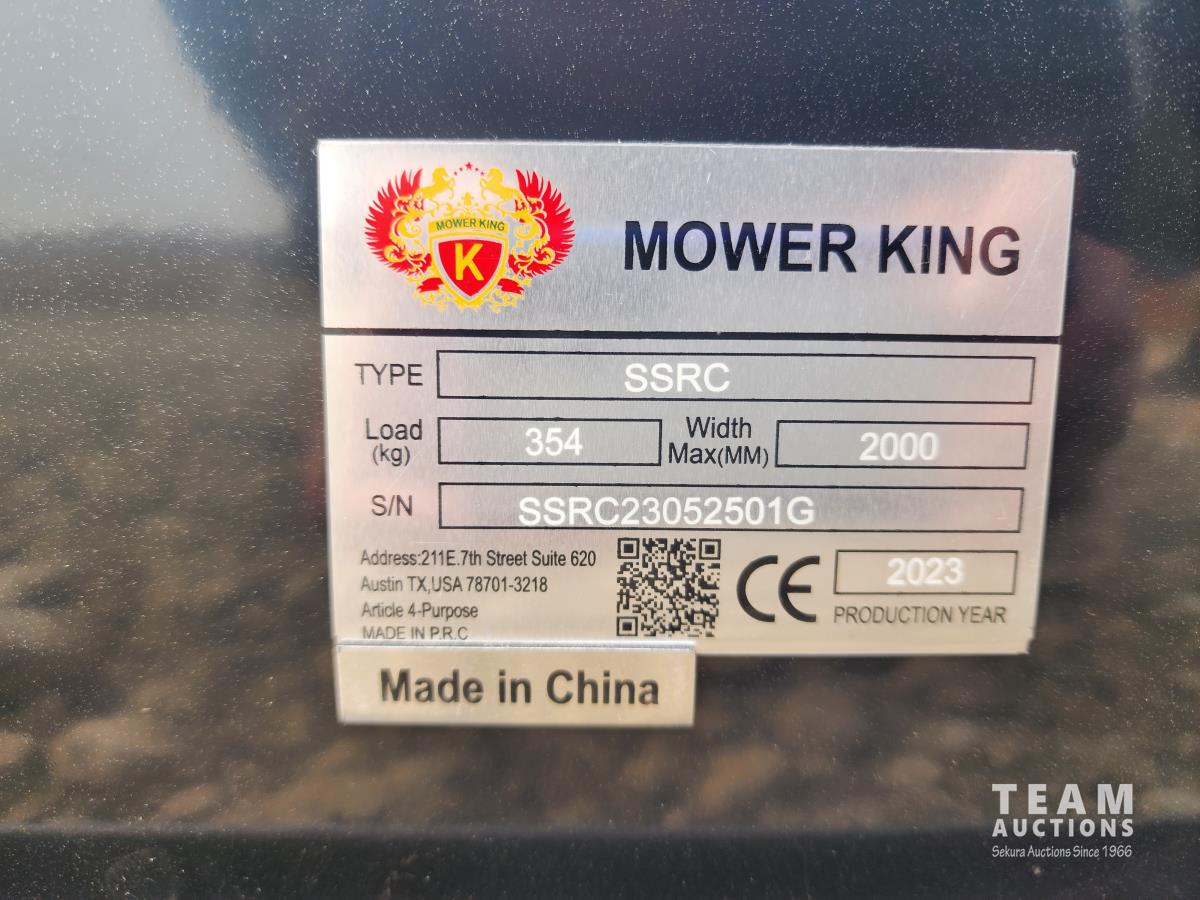 MOWER KING
K
MOWER KING
TYPE SSRC
Load (kg) 354 Width Max(MM) 2000
S/N SSRC23052501G
Address:211E.7th Street Suite 620
Austin TX,USA 78701-3218
Article 4-Purpose
MADE IN P.R.C
CE 2023
PRODUCTION YEAR
Made in China
TEAM
AUCTIONS
Sekura Auctions Since 1966